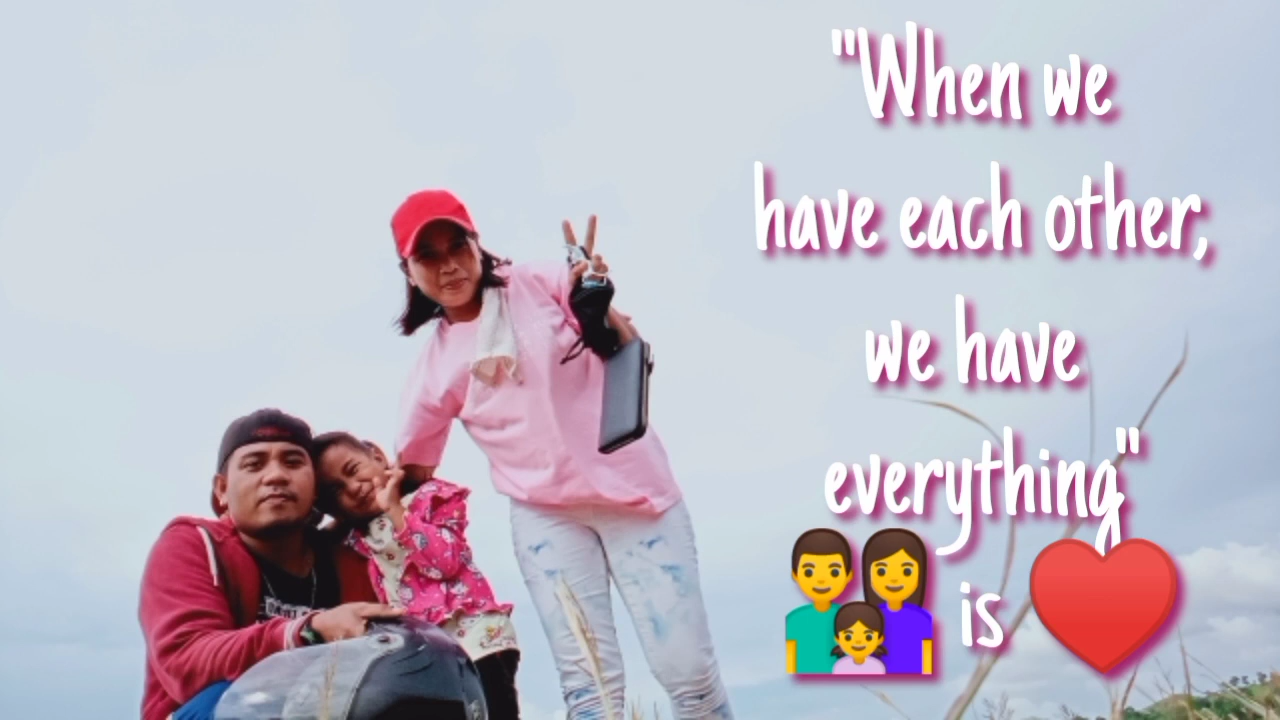 "When we
have each other,
we have
everything"
is